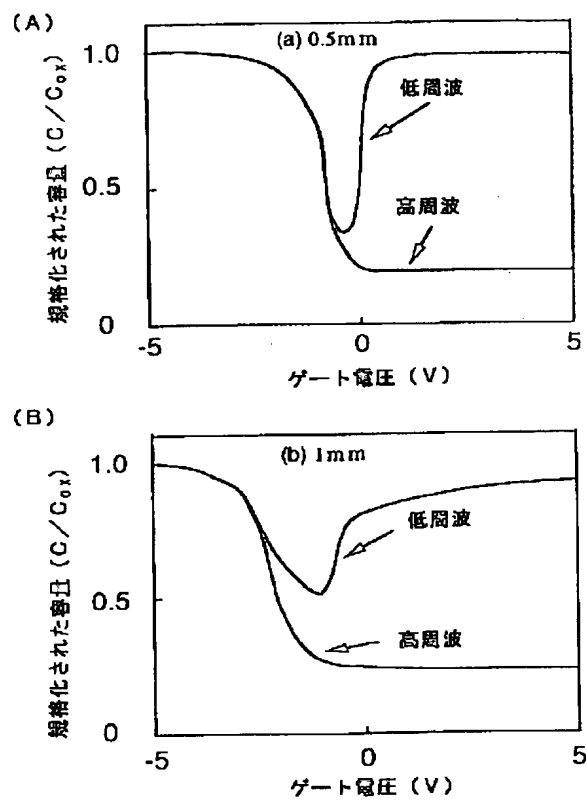 (A)
(a) 0.5mm
規格化された容量 (C/Cox)
1.0
0.5
0
低周波
高周波
-5
0
5
ゲート電圧 (V)
(B)
(b) 1mm
規格化された容量 (C/Cox)
1.0
0.5
0
低周波
高周波
-5
0
5
ゲート電圧 (V)